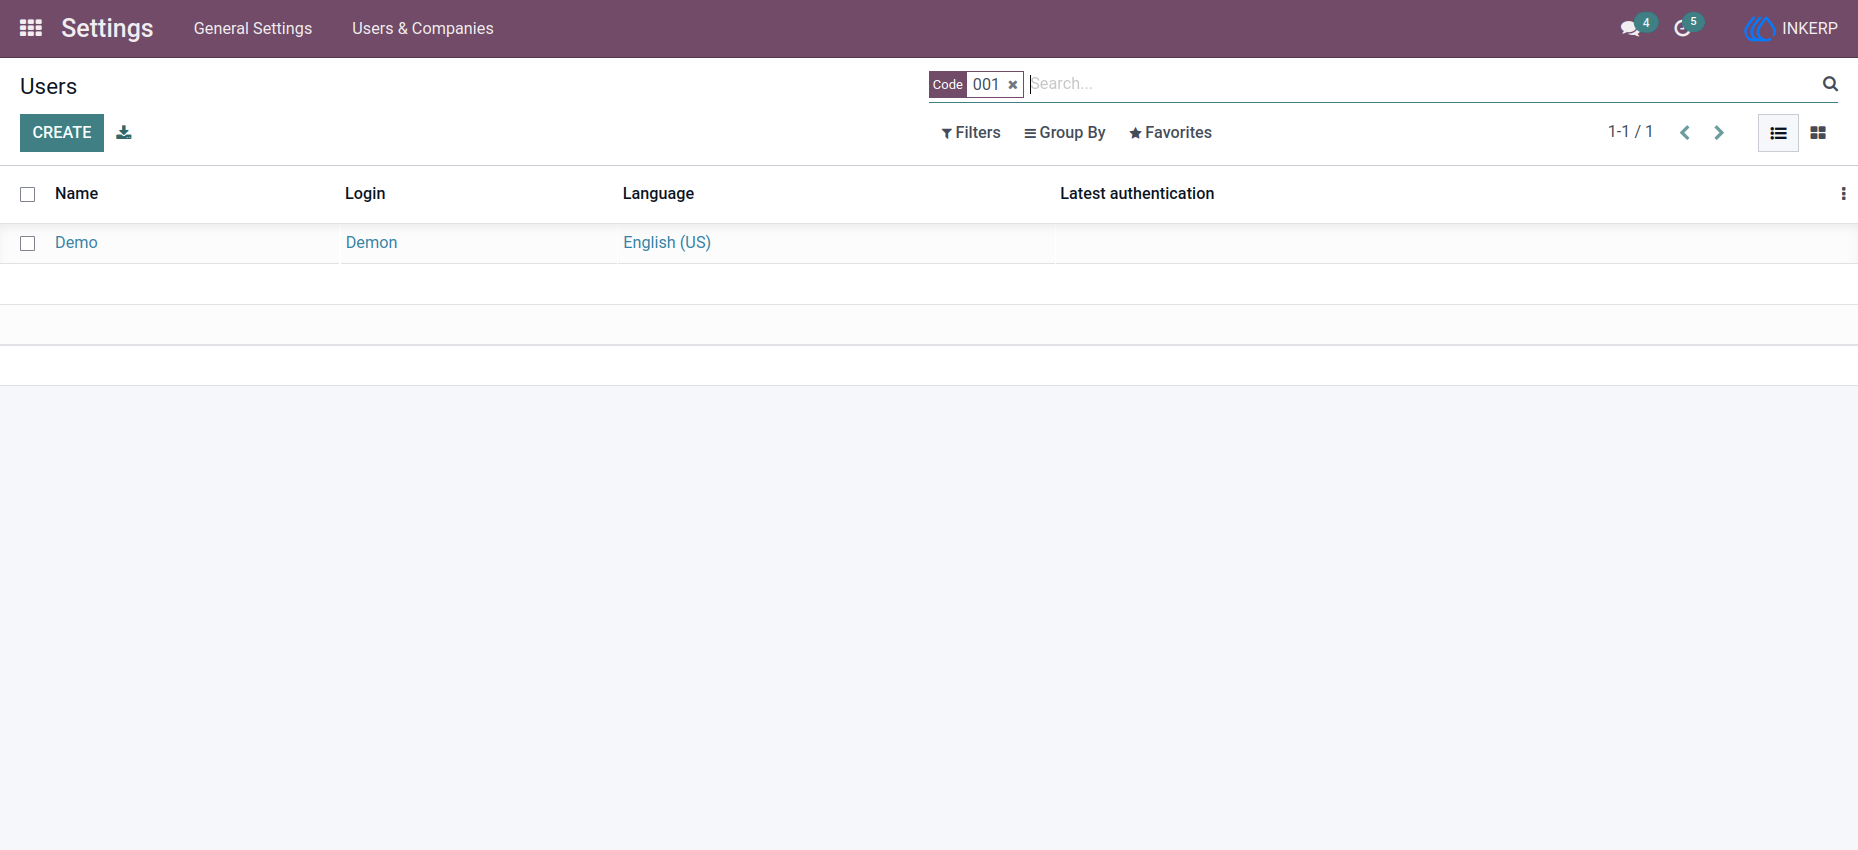 Settings General Settings Users & Companies 4 5 INKERP
Users Code 001 Search...
CREATE Filters Group By Favorites 1-1 / 1
Name Login Language Latest authentication
Demo Demon English (US)